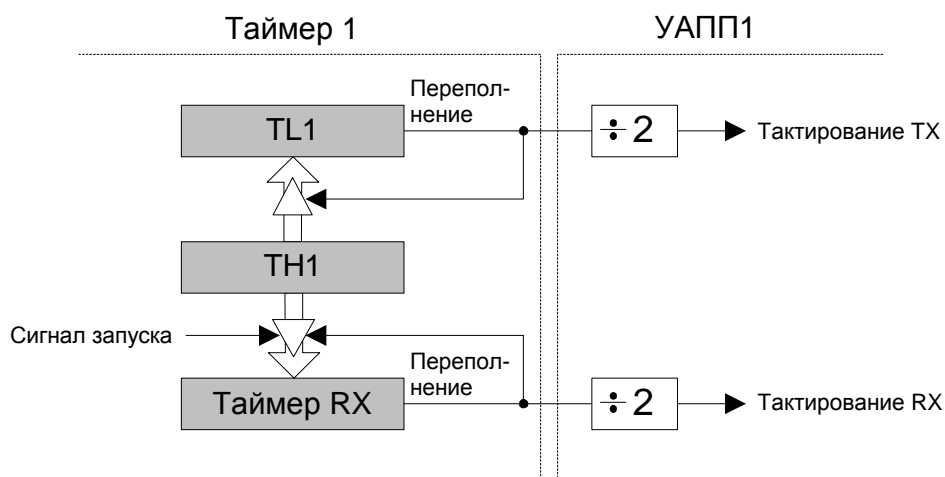 Таймер 1
УАПП1
Перепол-
нение
TL1
÷ 2
Тактирование TX
TH1
Сигнал запуска
Перепол-
нение
Таймер RX
÷ 2
Тактирование RX